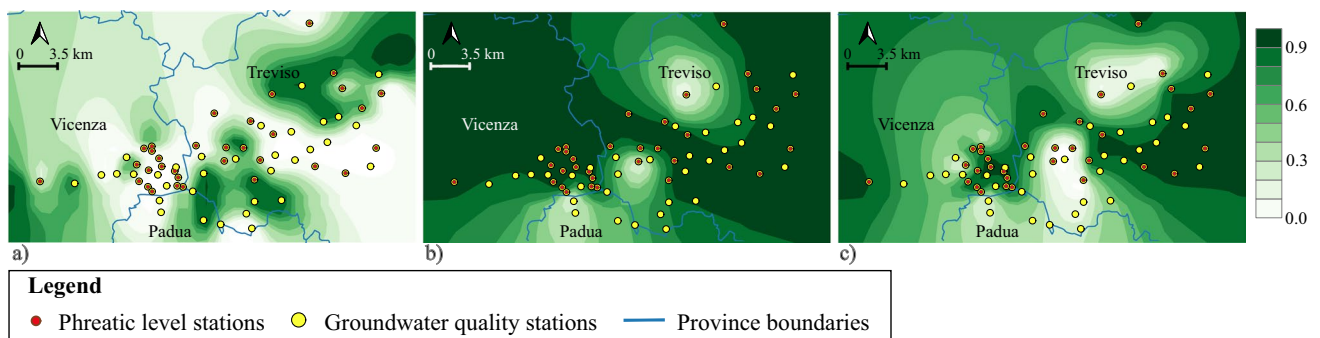 0 3.5 km
Treviso
Vicenza
Padua
a)
0 3.5 km
Treviso
Vicenza
Padua
b)
0 3.5 km
Treviso
Vicenza
Padua
c)
0.9
0.6
0.3
0.0
Legend
Phreatic level stations Groundwater quality stations Province boundaries